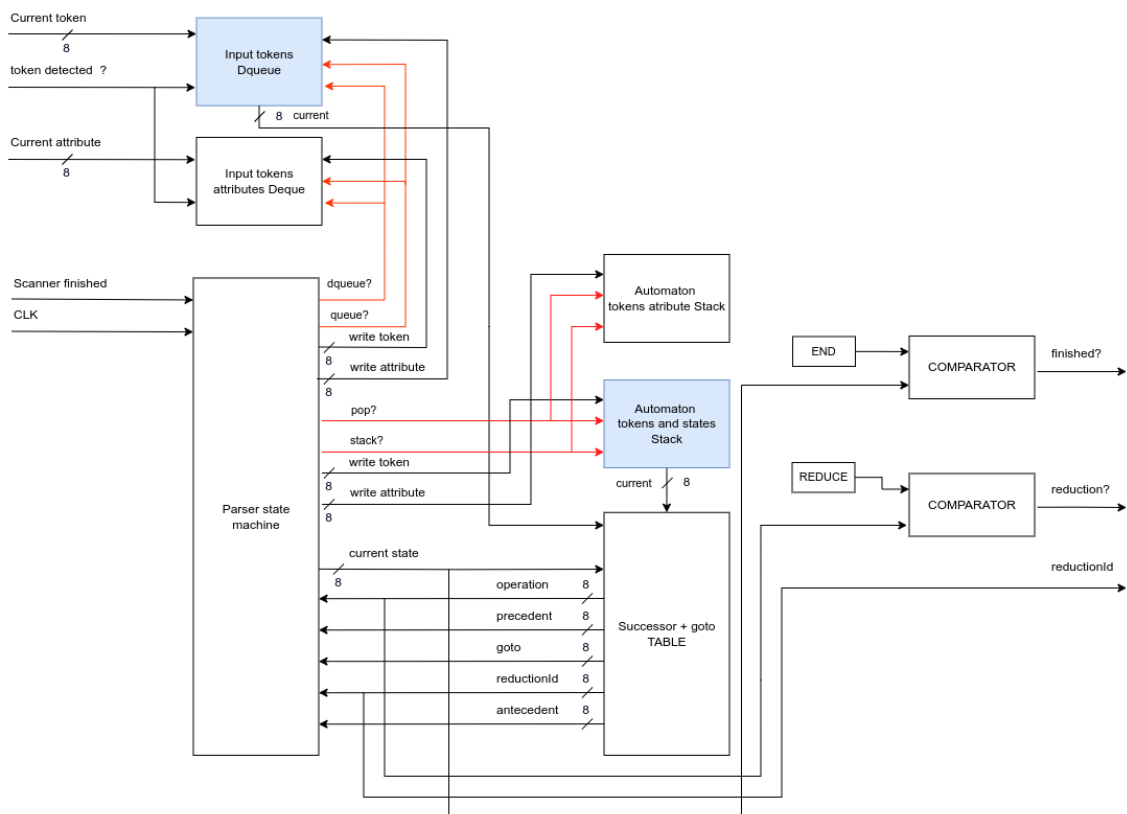 Current token
8
token detected ?
Input tokens
Dqueue
8 current
Current attribute
8
Input tokens
attributes Deque
Scanner finished
CLK
Parser state
machine
dqueue?
queue?
write token
8
write attribute
8
pop?
stack?
write token
8
write attribute
8
current state
8
operation 8
precedent 8
goto 8
reductionId 8
antecedent 8
Automaton
tokens atribute Stack
Automaton
tokens and states
Stack
current 8
Successor + goto
TABLE
END
COMPARATOR
finished?
REDUCE
COMPARATOR
reduction?
reductionId